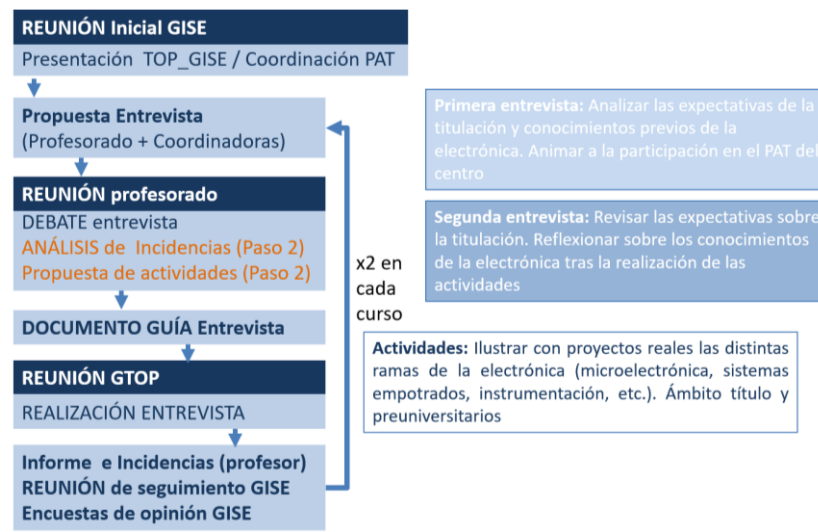 REUNIÓN Inicial GISE
Presentación TOP_GISE / Coordinación PAT
Propuesta Entrevista
(Profesorado + Coordinadoras)
REUNIÓN profesorado
DEBATE entrevista
ANÁLISIS de Incidencias (Paso 2)
Propuesta de actividades (Paso 2)
DOCUMENTO GUÍA Entrevista
REUNIÓN GTOP
REALIZACIÓN ENTREVISTA
Informe e Incidencias (profesor)
REUNIÓN de seguimiento GISE
Encuestas de opinión GISE
x2 en
cada
curso
Primera entrevista: Analizar las expectativas de la
titulación y conocimientos previos de la
electrónica. Animar a la participación en el PAT del
centro
Segunda entrevista: Revisar las expectativas sobre
la titulación. Reflexionar sobre los conocimientos
de la electrónica tras la realización de las
actividades
Actividades: Ilustrar con proyectos reales las distintas
ramas de la electrónica (microelectrónica, sistemas
empotrados, instrumentación, etc.). Ámbito título y
preuniversitarios